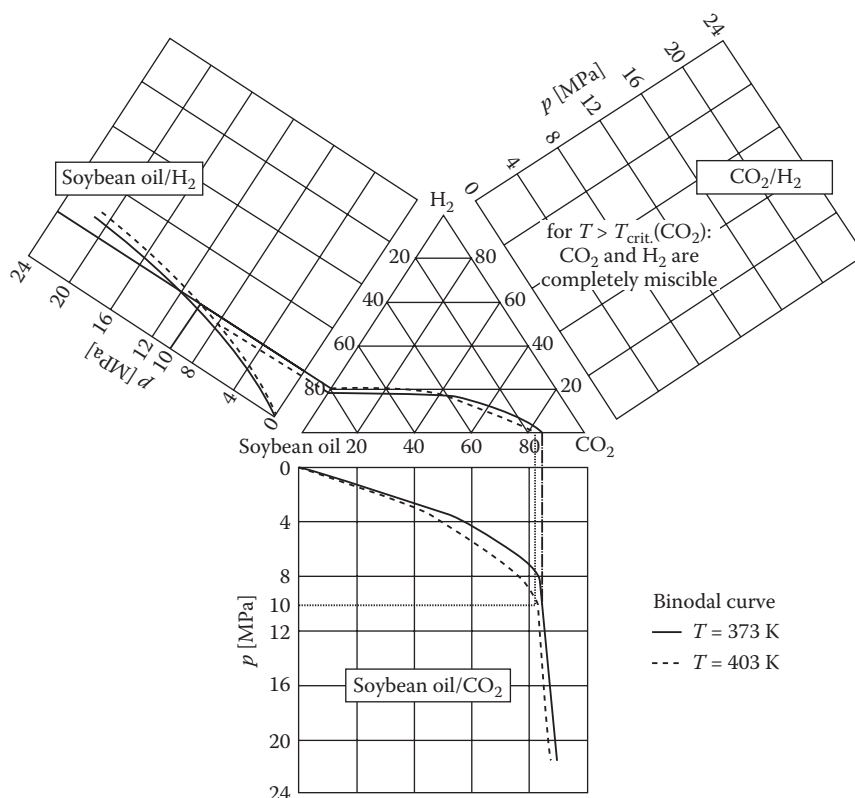 24
20
16
12
8
4
0
p [MPa]
Soybean oil/H₂
CO₂/H₂
for T > T_crit.(CO₂):
CO₂ and H₂ are
completely miscible
24
20
16
12
10
8
4
0
p [MPa]
H₂
20
80
40
60
60
40
80
20
Soybean oil
20
40
60
80
CO₂
0
4
8
10
12
16
20
24
p [MPa]
Soybean oil/CO₂
Binodal curve
T = 373 K
T = 403 K